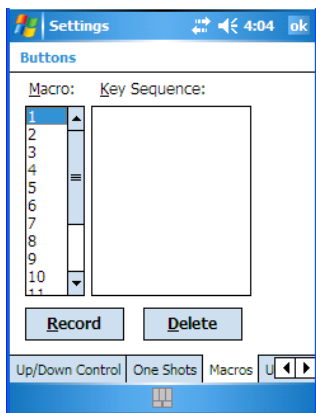 Settings 4:04 ok
Buttons
Macro: Key Sequence:
1
2
3
4
5
6
7
8
9
10
11
Record Delete
Up/Down Control One Shots Macros U